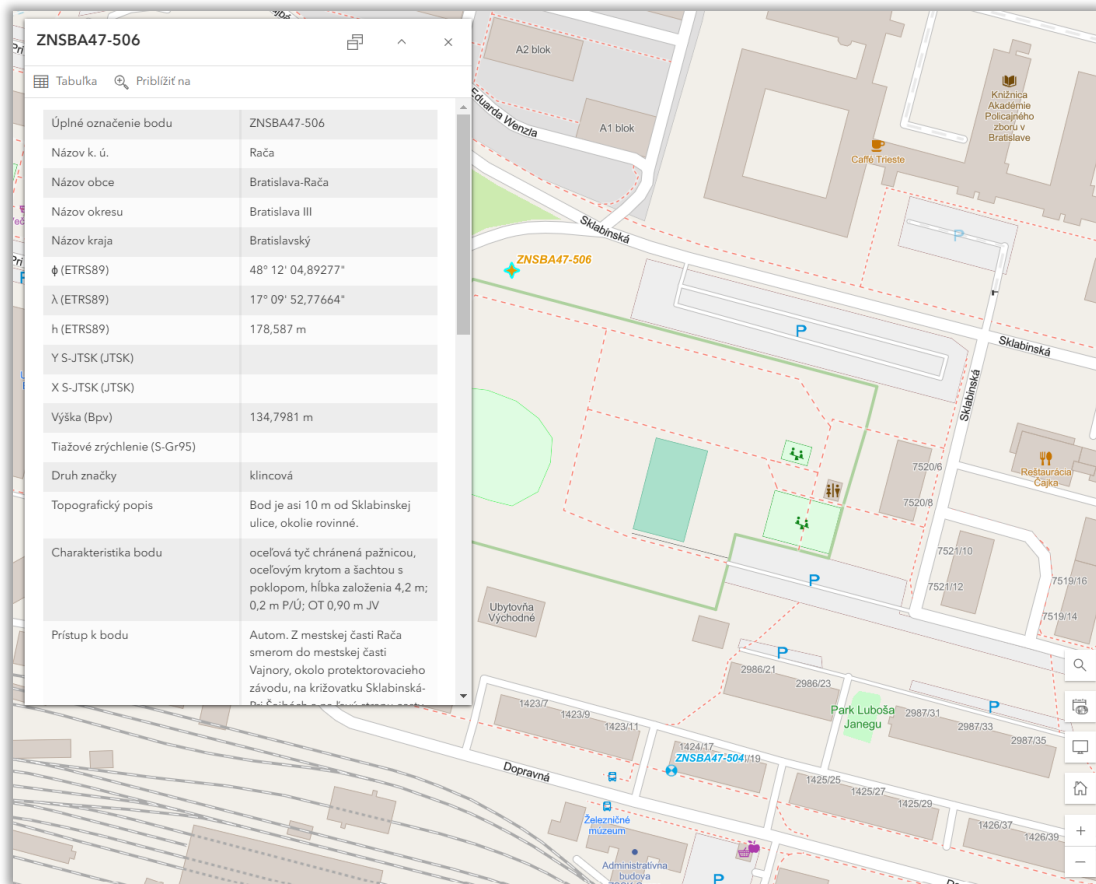 ZNSBA47-506
Tabuľka
Priblížiť na
Úplné označenie bodu ZNSBA47-506
Názov k. ú. Rača
Názov obce Bratislava-Rača
Názov okresu Bratislava III
Názov kraja Bratislavský
ϕ (ETRS89) 48° 12' 04,89277"
λ (ETRS89) 17° 09' 52,77664"
h (ETRS89) 178,587 m
Y S-JTSK (JTSK)
X S-JTSK (JTSK)
Výška (Bpv) 134,7981 m
Tiažové zrýchlenie (S-Gr95)
Druh značky klincová
Topografický popis Bod je asi 10 m od Sklabinskej
ulice, okolie rovinné.
Charakteristika bodu oceľová tyč chránená pažnicou,
oceľovým krytom a šachtou s
poklopom, hĺbka založenia 4,2 m;
0,2 m P/Ú; OT 0,90 m JV
Prístup k bodu Autom. Z mestskej časti Rača
smerom do mestskej časti
Vajnory, okolo protektorovacieho
závodu, na križovatku Sklabinská-
A2 blok
A1 blok
Eduarda Wenzla
Knižnica
Akadémie
Policajného
zboru v
Bratislave
Caffé Trieste
Sklabinská
P
ZNSBA47-506
P
Sklabinská
Sklabinská
Reštaurácia
Čajka
7520/6
7520/8
7521/10
7521/12
7519/16
7519/14
P
Ubytovňa
Východné
P
2986/21
2986/23
Park Luboša
Janegu
P
2987/31
2987/33
2987/35
1423/7
1423/9
1423/11
1424/17
/19
ZNSBA47-504
Dopravná
1425/25
1425/27
1425/29
1426/37
1426/39
Železničné
múzeum
Administratívna
budova
P